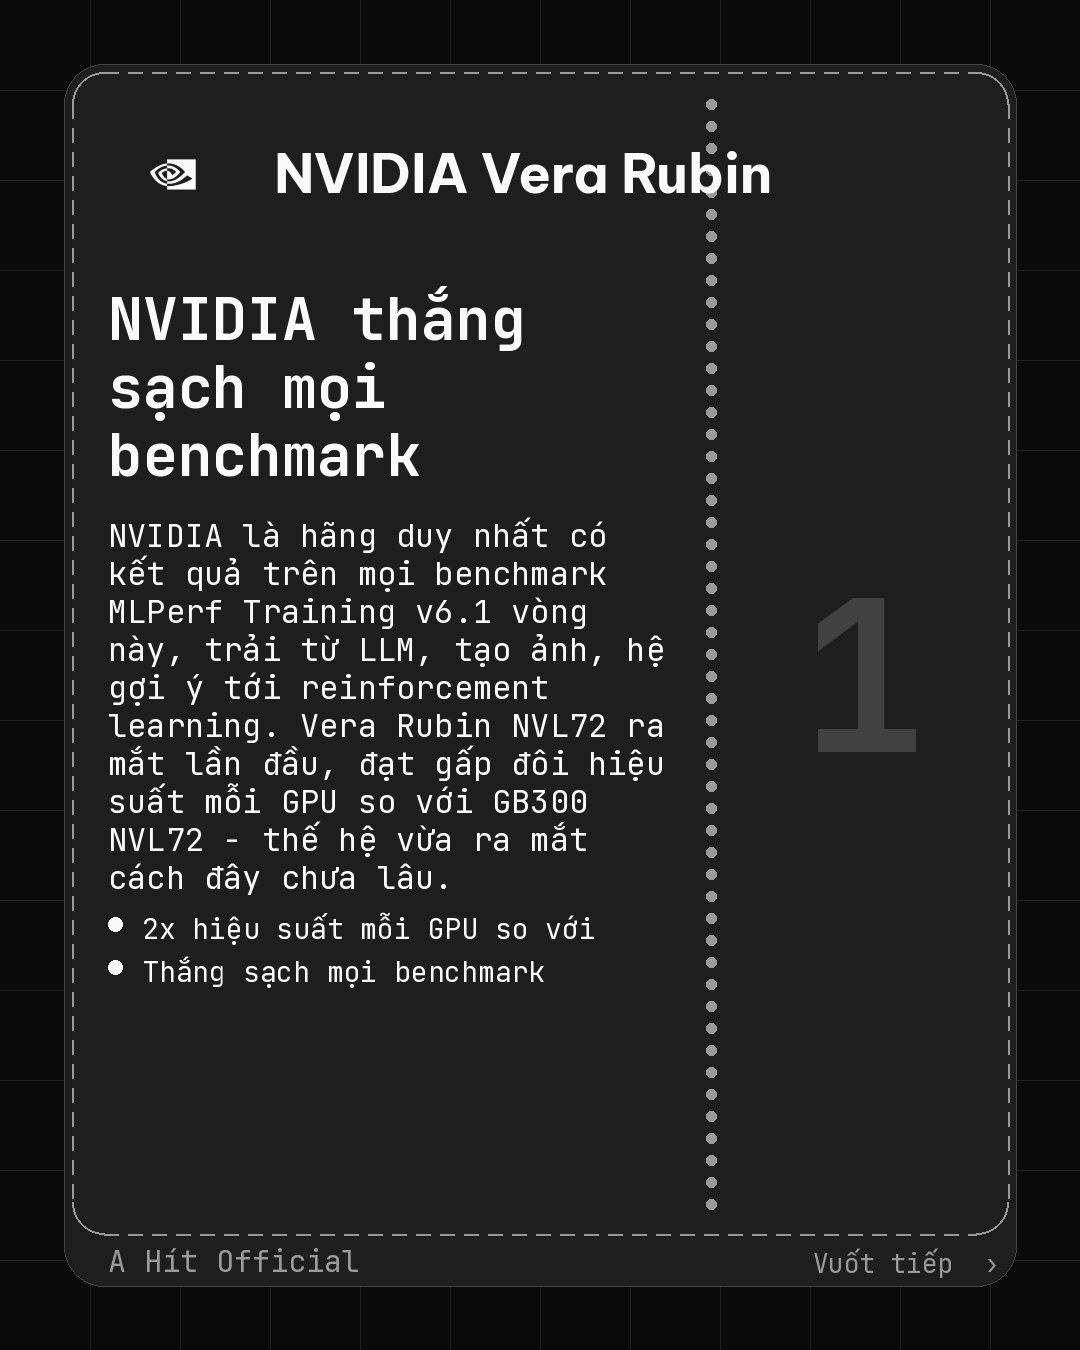 NVIDIA Vera Rubin
NVIDIA thắng
sạch mọi
benchmark
NVIDIA là hãng duy nhất có
kết quả trên mọi benchmark
MLPerf Training v6.1 vòng
này, trải từ LLM, tạo ảnh, hệ
gợi ý tới reinforcement
learning. Vera Rubin NVL72 ra
mắt lần đầu, đạt gấp đôi hiệu
suất mỗi GPU so với GB300
NVL72 - thế hệ vừa ra mắt
cách đây chưa lâu.
2x hiệu suất mỗi GPU so với
Thắng sạch mọi benchmark
1
A Hít Official
Vuốt tiếp ›